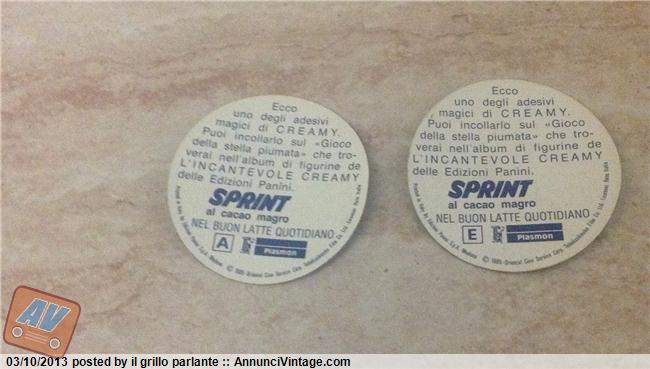 Ecco
uno degli adesivi
magici di CREAMY.
Puoi incollarlo sul «Gioco
della stella piumata» che tro-
verai nell'album di figurine de
L'INCANTEVOLE CREAMY
delle Edizioni Panini.
SPRINT
al cacao magro
NEL BUON LATTE QUOTIDIANO
A
Plasmon
Ecco
uno degli adesivi
magici di CREAMY.
Puoi incollarlo sul «Gioco
della stella piumata» che tro-
verai nell'album di figurine de
L'INCANTEVOLE CREAMY
delle Edizioni Panini.
SPRINT
al cacao magro
NEL BUON LATTE QUOTIDIANO
E
Plasmon
AV
03/10/2013 posted by il grillo parlante :: AnnunciVintage.com